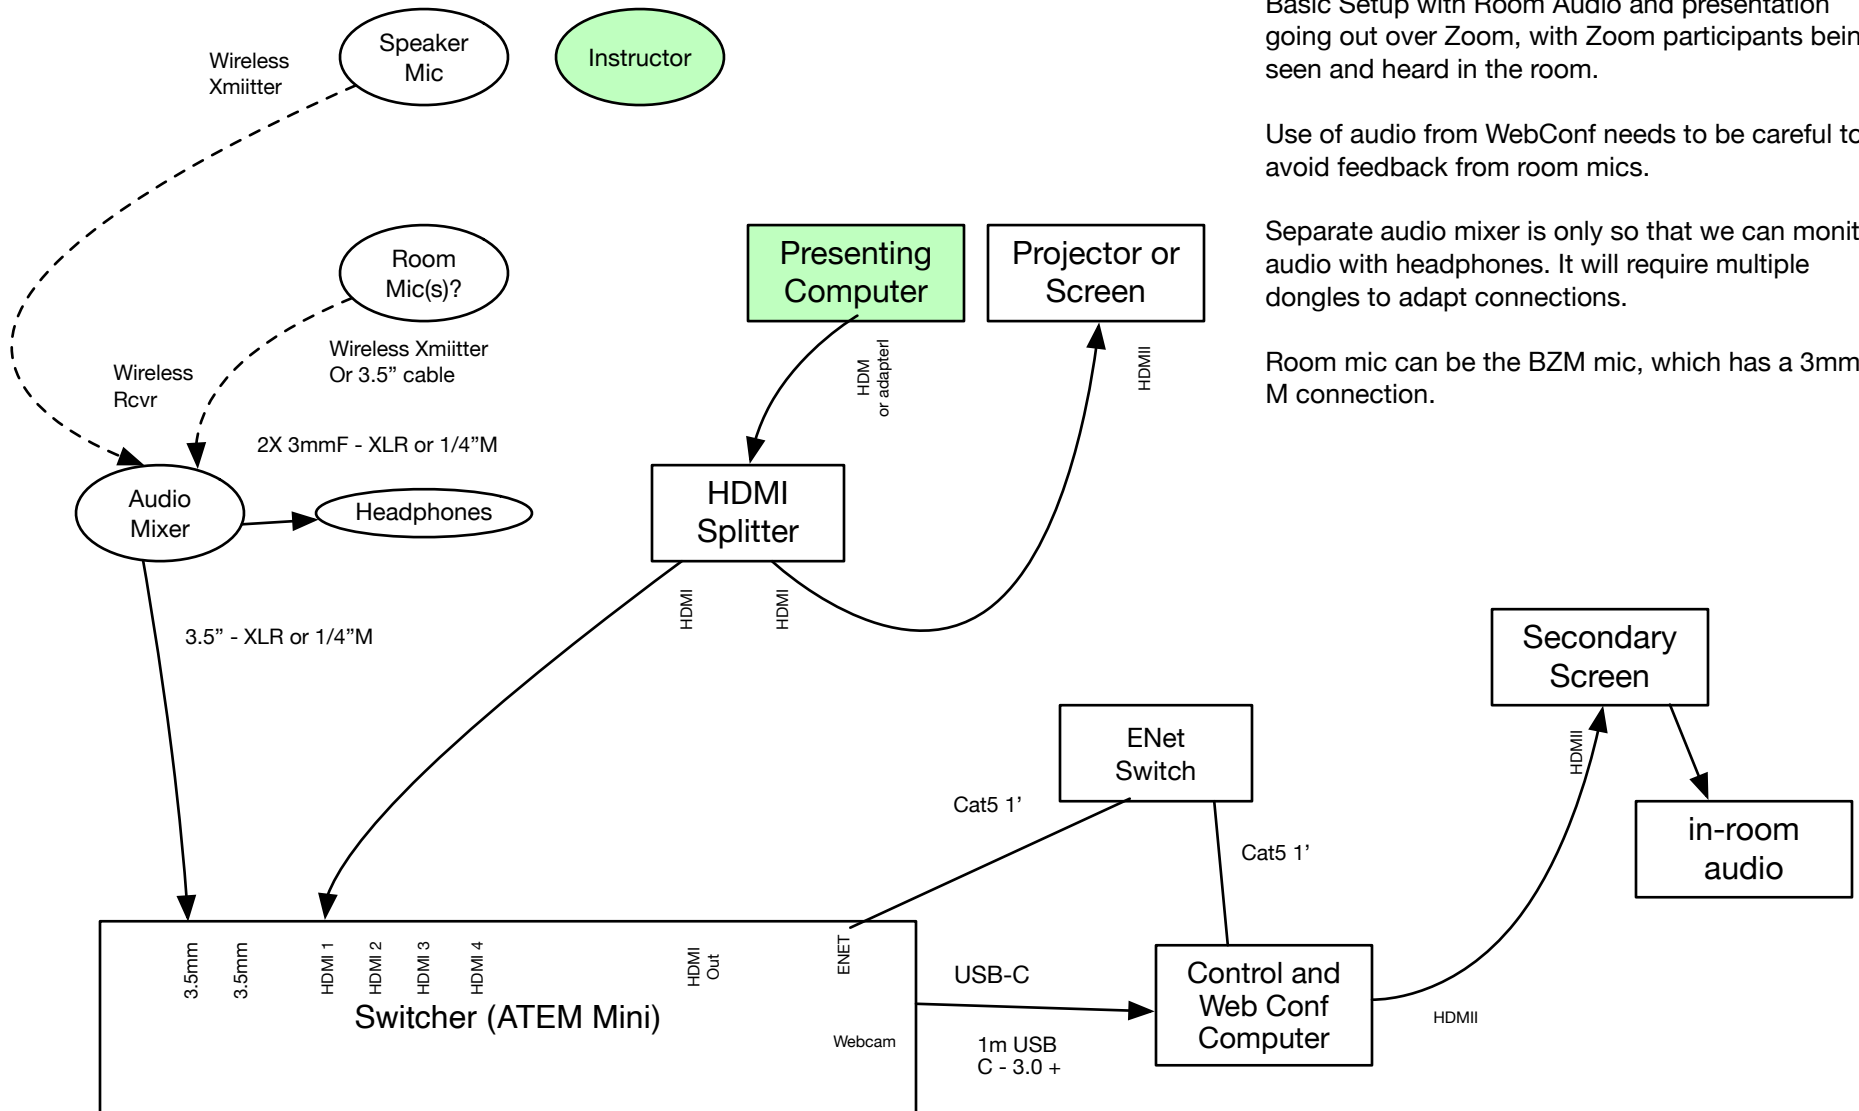 Basic Setup with Room Audio and presentation
going out over Zoom, with Zoom participants bein
seen and heard in the room.
Use of audio from WebConf needs to be careful to
avoid feedback from room mics.
Separate audio mixer is only so that we can monit
audio with headphones. It will require multiple
dongles to adapt connections.
Room mic can be the BZM mic, which has a 3mm
M connection.
Wireless
Xmiitter
Speaker
Mic
Instructor
Room
Mic(s)?
Wireless Xmiitter
Or 3.5” cable
Wireless
Rcvr
2X 3mmF - XLR or 1/4”M
Audio
Mixer
Headphones
3.5” - XLR or 1/4”M
Presenting
Computer
Projector or
Screen
HDM
or adapterl
HDMII
HDMI
Splitter
HDMI
HDMI
Secondary
Screen
HDMII
in-room
audio
ENet
Switch
Cat5 1’
Cat5 1’
3.5mm
3.5mm
HDMI 1
HDMI 2
HDMI 3
HDMI 4
HDMI
Out
ENET
Switcher (ATEM Mini)
Webcam
USB-C
1m USB
C - 3.0 +
Control and
Web Conf
Computer
HDMII